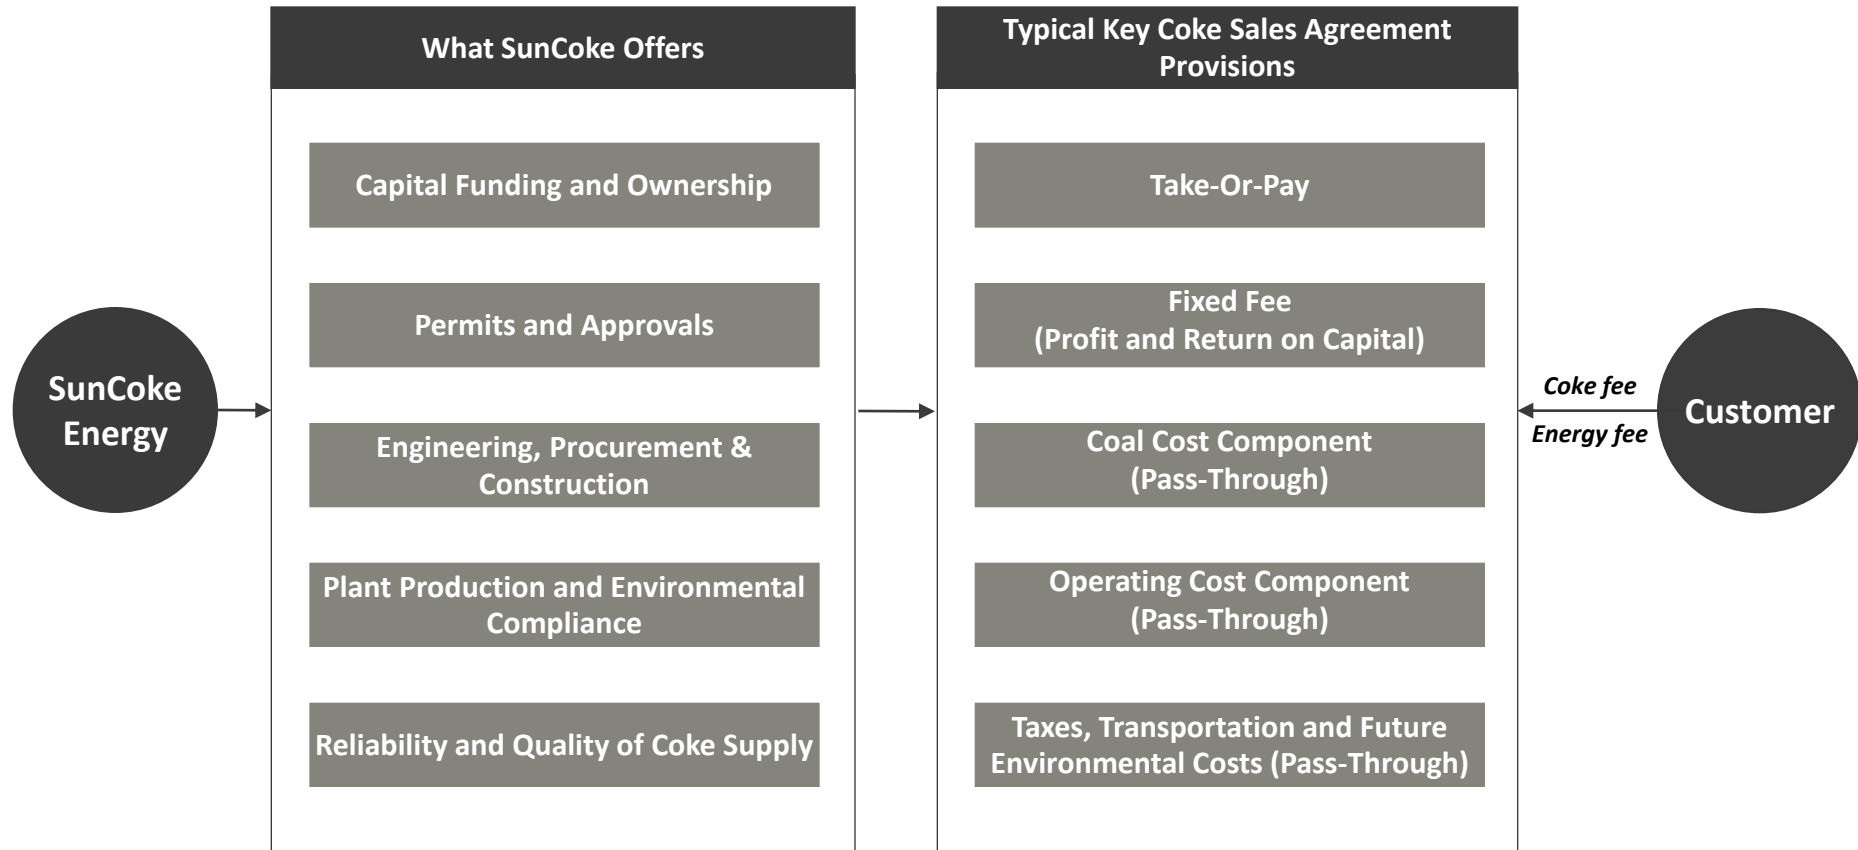 SunCoke
Energy
What SunCoke Offers
Capital Funding and Ownership
Permits and Approvals
Engineering, Procurement &
Construction
Plant Production and Environmental
Compliance
Reliability and Quality of Coke Supply
Typical Key Coke Sales Agreement
Provisions
Take-Or-Pay
Fixed Fee
(Profit and Return on Capital)
Coal Cost Component
(Pass-Through)
Operating Cost Component
(Pass-Through)
Taxes, Transportation and Future
Environmental Costs (Pass-Through)
Coke fee
Energy fee
Customer